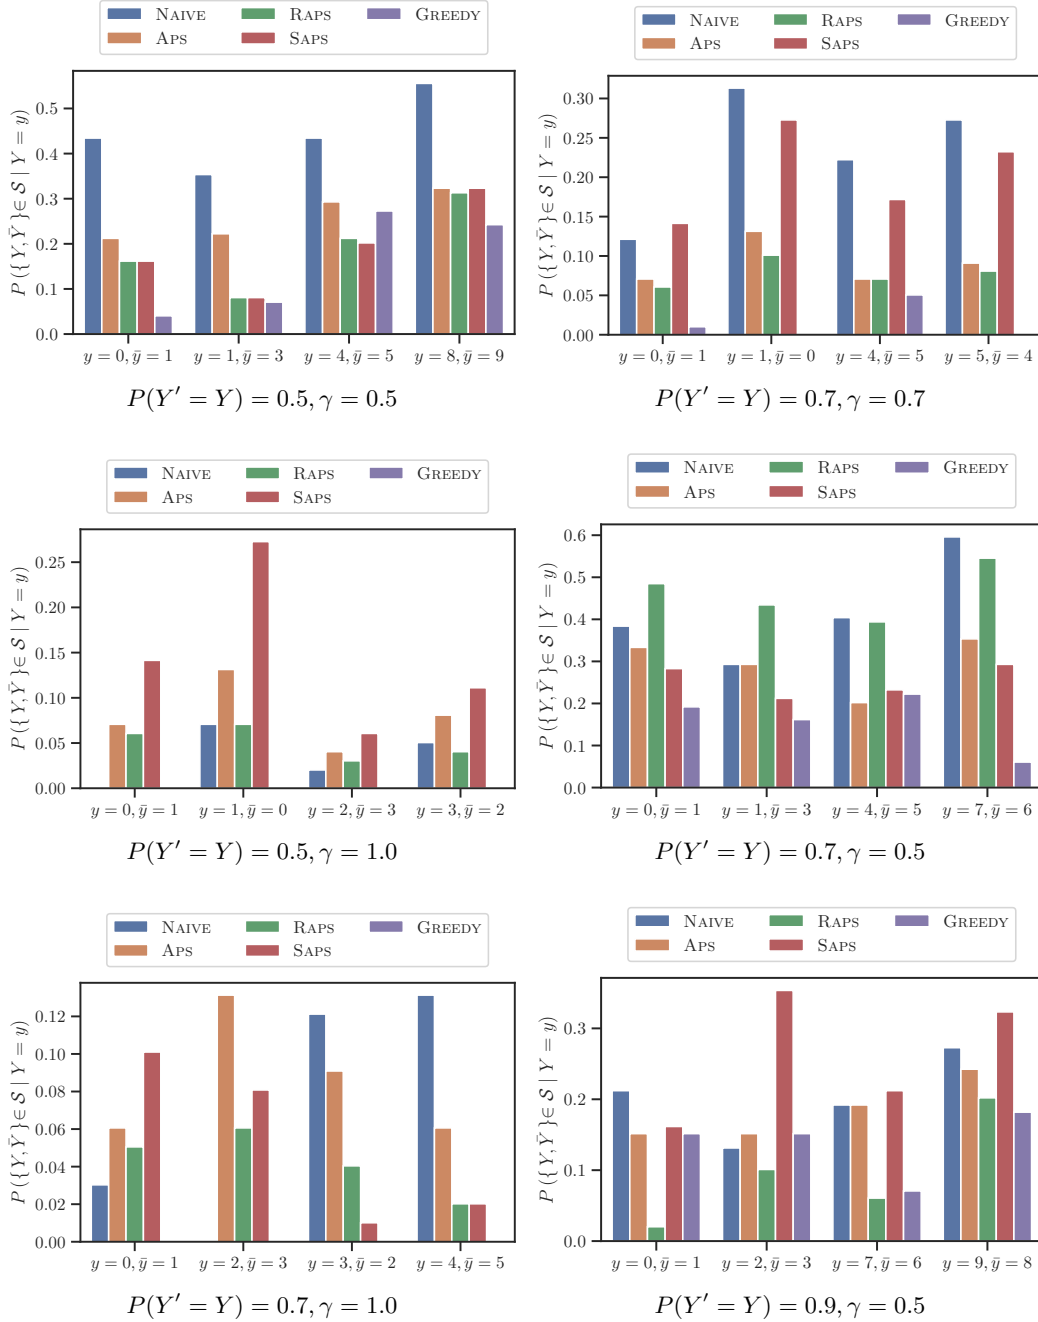 NAIVE RAPS GREEDY
APS SAPS
P({Y, Ȳ} ∈ 𝒮 | Y = y)
0.5
0.4
0.3
0.2
0.1
0.0
y = 0, ȳ = 1 y = 1, ȳ = 3 y = 4, ȳ = 5 y = 8, ȳ = 9
P(Y′ = Y) = 0.5, γ = 0.5
NAIVE RAPS GREEDY
APS SAPS
P({Y, Ȳ} ∈ 𝒮 | Y = y)
0.30
0.25
0.20
0.15
0.10
0.05
0.00
y = 0, ȳ = 1 y = 1, ȳ = 0 y = 4, ȳ = 5 y = 5, ȳ = 4
P(Y′ = Y) = 0.7, γ = 0.7
NAIVE RAPS GREEDY
APS SAPS
P({Y, Ȳ} ∈ 𝒮 | Y = y)
0.25
0.20
0.15
0.10
0.05
0.00
y = 0, ȳ = 1 y = 1, ȳ = 0 y = 2, ȳ = 3 y = 3, ȳ = 2
P(Y′ = Y) = 0.5, γ = 1.0
NAIVE RAPS GREEDY
APS SAPS
P({Y, Ȳ} ∈ 𝒮 | Y = y)
0.6
0.5
0.4
0.3
0.2
0.1
0.0
y = 0, ȳ = 1 y = 1, ȳ = 3 y = 4, ȳ = 5 y = 7, ȳ = 6
P(Y′ = Y) = 0.7, γ = 0.5
NAIVE RAPS GREEDY
APS SAPS
P({Y, Ȳ} ∈ 𝒮 | Y = y)
0.12
0.10
0.08
0.06
0.04
0.02
0.00
y = 0, ȳ = 1 y = 2, ȳ = 3 y = 3, ȳ = 2 y = 4, ȳ = 5
P(Y′ = Y) = 0.7, γ = 1.0
NAIVE RAPS GREEDY
APS SAPS
P({Y, Ȳ} ∈ 𝒮 | Y = y)
0.3
0.2
0.1
0.0
y = 0, ȳ = 1 y = 2, ȳ = 3 y = 7, ȳ = 6 y = 9, ȳ = 8
P(Y′ = Y) = 0.9, γ = 0.5